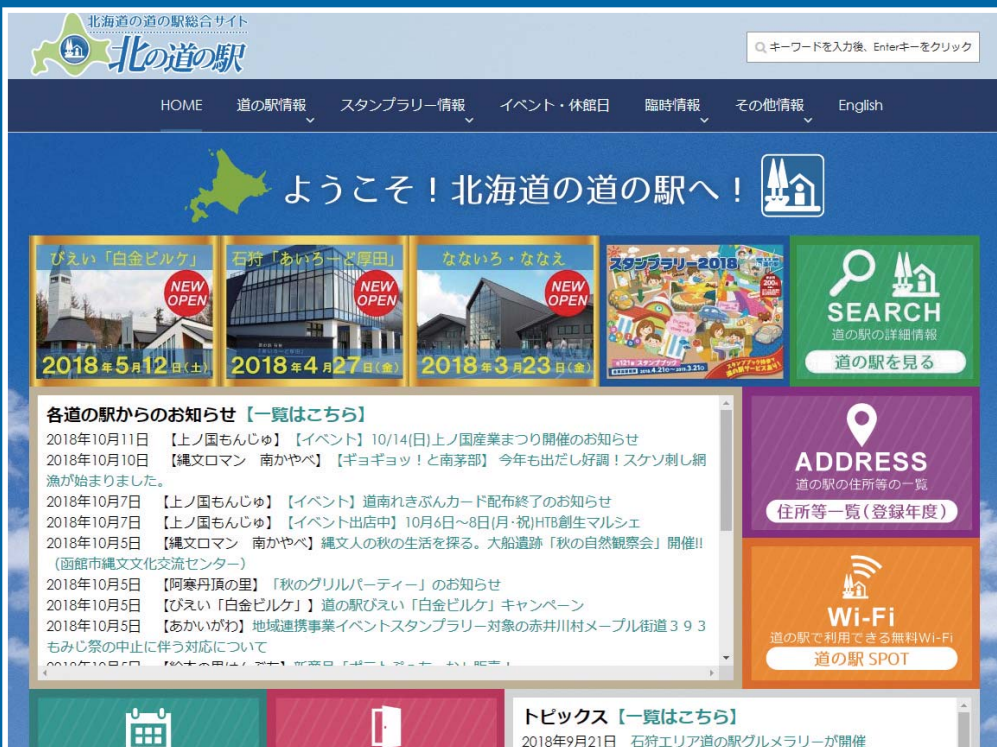 北海道の道の駅総合サイト
北の道の駅
キーワードを入力後、Enterキーをクリック
HOME 道の駅情報 スタンプラリー情報 イベント・休館日 臨時情報 その他情報 English
ようこそ！北海道の道の駅へ！
びえい「白金ビルケ」
NEW OPEN
2018年5月12日(土)
石狩「あいろーど厚田」
NEW OPEN
2018年4月27日(金)
なないろ・ななえ
NEW OPEN
2018年3月23日(金)
スタンプラリー2018
SEARCH
道の駅の詳細情報
道の駅を見る
各道の駅からのお知らせ【一覧はこちら】
2018年10月11日 【上ノ国もんじゅ】【イベント】10/14(日)上ノ国産業まつり開催のお知らせ
2018年10月10日 【縄文ロマン 南かやべ】【ギョギョッ！と南茅部】 今年も出だし好調！スケソ刺し網
漁が始まりました。
2018年10月7日 【上ノ国もんじゅ】【イベント】道南れきぶんカード配布終了のお知らせ
2018年10月7日 【上ノ国もんじゅ】【イベント出店中】10月6日～8日(月･祝)HTB創生マルシェ
2018年10月5日 【縄文ロマン 南かやべ】縄文人の秋の生活を探る。大船遺跡「秋の自然観察会」開催!!
（函館市縄文文化交流センター）
2018年10月5日 【阿寒丹頂の里】「秋のグリルパーティー」のお知らせ
2018年10月5日 【びえい「白金ビルケ」】道の駅びえい「白金ビルケ」キャンペーン
2018年10月5日 【あかいがわ】地域連携事業イベントスタンプラリー対象の赤井川村メープル街道３９３
もみじ祭の中止に伴う対応について
ADDRESS
道の駅の住所等の一覧
住所等一覧(登録年度)
Wi-Fi
道の駅で利用できる無料Wi-Fi
道の駅 SPOT
トピックス【一覧はこちら】
2018年9月21日 石狩エリア道の駅グルメラリーが開催